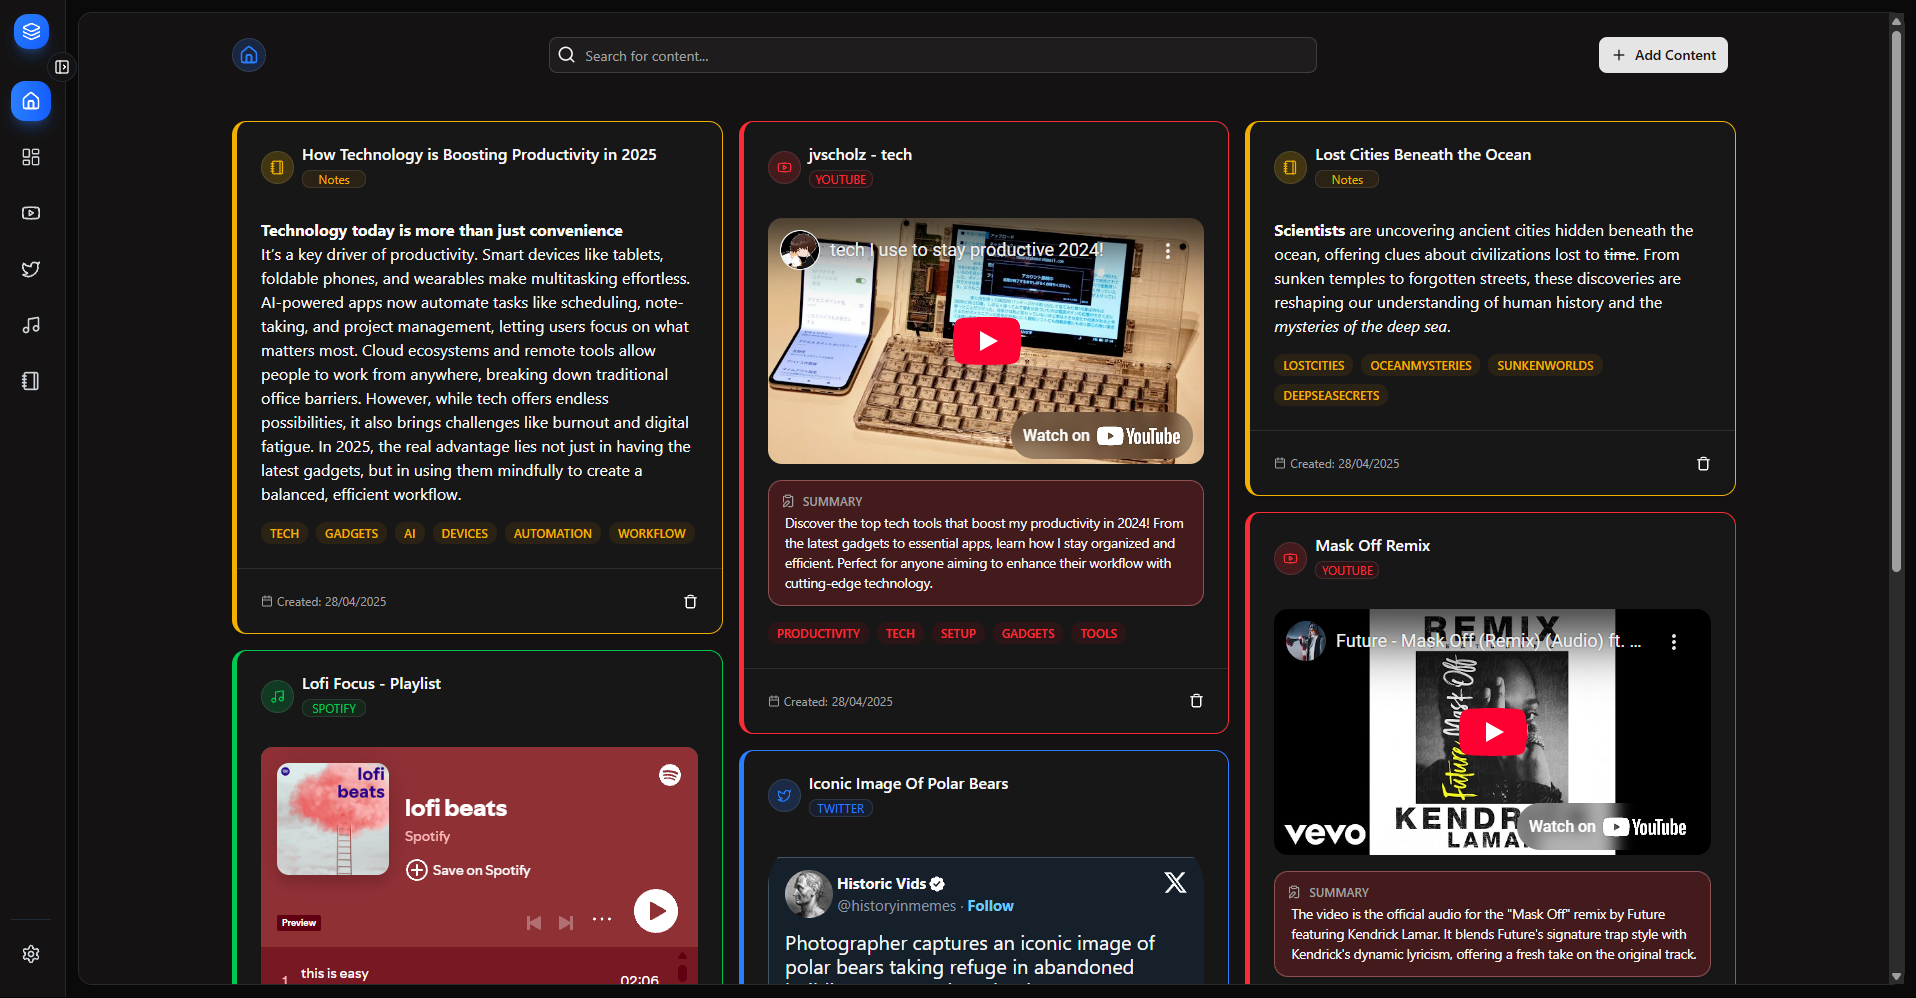 Search for content...
+ Add Content
How Technology is Boosting Productivity in 2025
Notes
Technology today is more than just convenience
It's a key driver of productivity. Smart devices like tablets,
foldable phones, and wearables make multitasking effortless.
AI-powered apps now automate tasks like scheduling, note-
taking, and project management, letting users focus on what
matters most. Cloud ecosystems and remote tools allow
people to work from anywhere, breaking down traditional
office barriers. However, while tech offers endless
possibilities, it also brings challenges like burnout and digital
fatigue. In 2025, the real advantage lies not just in having the
latest gadgets, but in using them mindfully to create a
balanced, efficient workflow.
TECH GADGETS AI DEVICES AUTOMATION WORKFLOW
Created: 28/04/2025
Lofi Focus - Playlist
SPOTIFY
lofi
beats
lofi beats
Spotify
Save on Spotify
Preview
1 this is easy 02:06
jvscholz - tech
YOUTUBE
tech I use to stay productive 2024!
Watch on YouTube
SUMMARY
Discover the top tech tools that boost my productivity in 2024! From
the latest gadgets to essential apps, learn how I stay organized and
efficient. Perfect for anyone aiming to enhance their workflow with
cutting-edge technology.
PRODUCTIVITY TECH SETUP GADGETS TOOLS
Created: 28/04/2025
Iconic Image Of Polar Bears
TWITTER
Historic Vids
@historyinmemes · Follow
Photographer captures an iconic image of
polar bears taking refuge in abandoned
Lost Cities Beneath the Ocean
Notes
Scientists are uncovering ancient cities hidden beneath the
ocean, offering clues about civilizations lost to time. From
sunken temples to forgotten streets, these discoveries are
reshaping our understanding of human history and the
mysteries of the deep sea.
LOSTCITIES OCEANMYSTERIES SUNKENWORLDS
DEEPSEASECRETS
Created: 28/04/2025
Mask Off Remix
YOUTUBE
REMIX
Future - Mask Off (Remix) (Audio) ft. ...
Future Mask Off
vevo
KENDR
LAMA
Watch on YouTube
SUMMARY
The video is the official audio for the "Mask Off" remix by Future
featuring Kendrick Lamar. It blends Future's signature trap style with
Kendrick's dynamic lyricism, offering a fresh take on the original track.